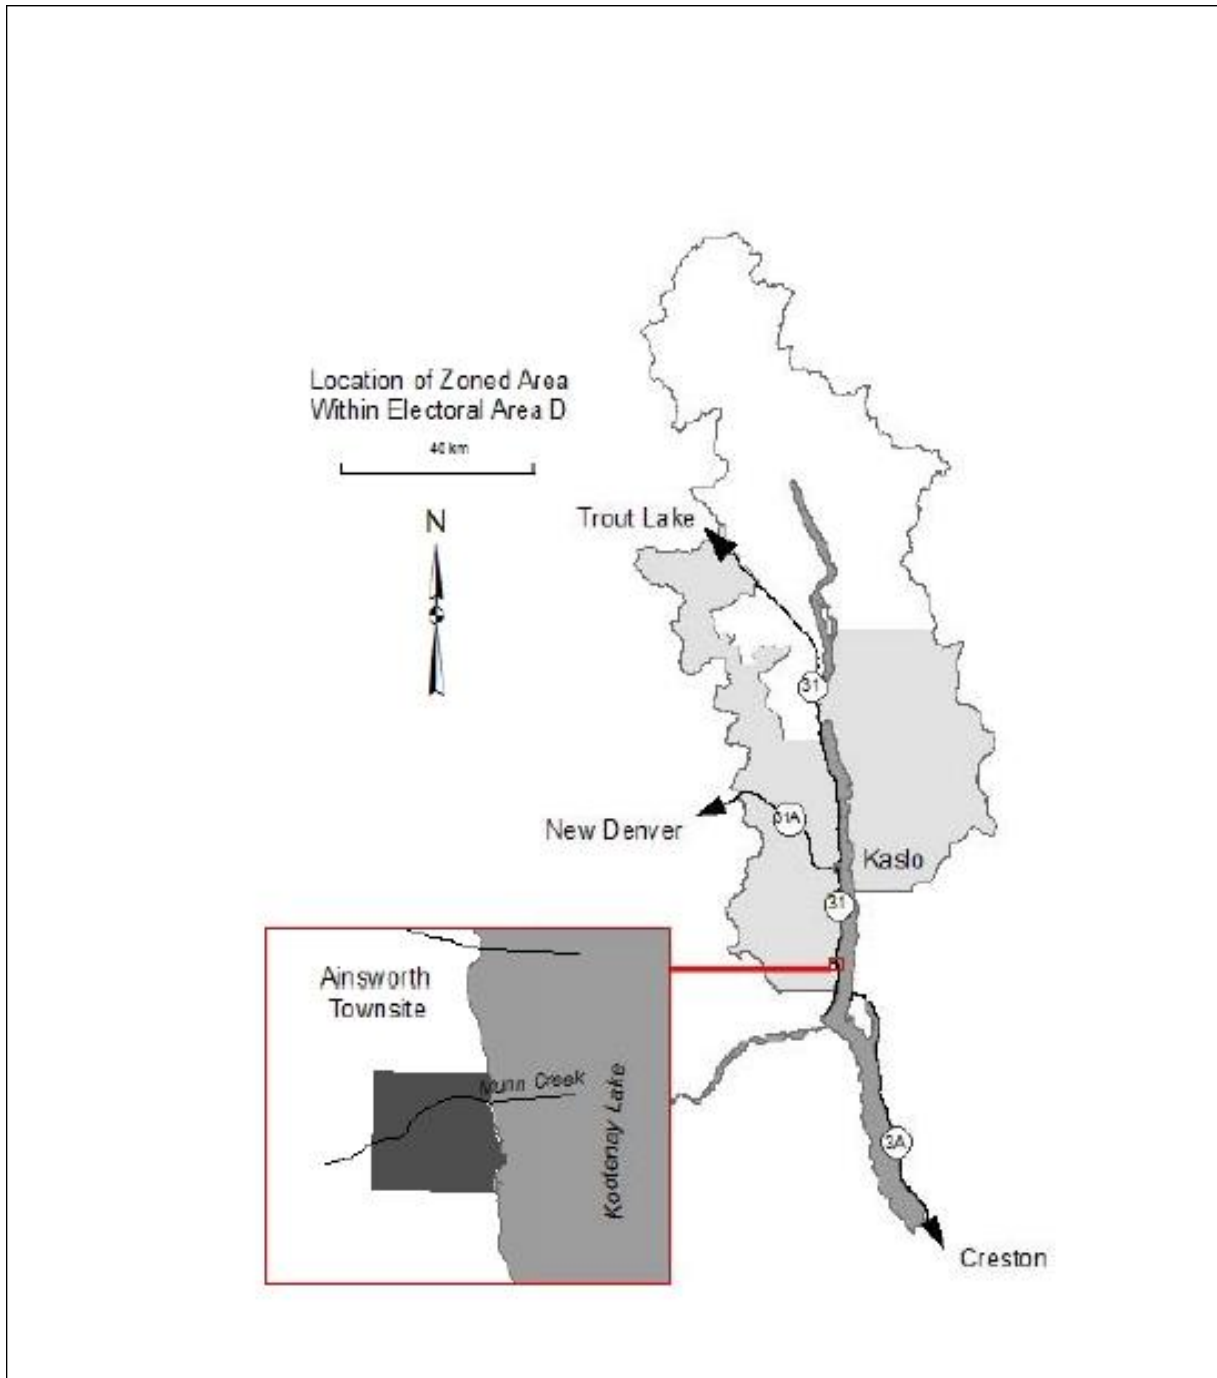 Location of Zoned Area
Within Electoral Area D
40 km
N
Trout Lake
31
31A
New Denver
Kaslo
31
Ainsworth
Townsite
Munn Creek
Kootenay Lake
3A
Creston